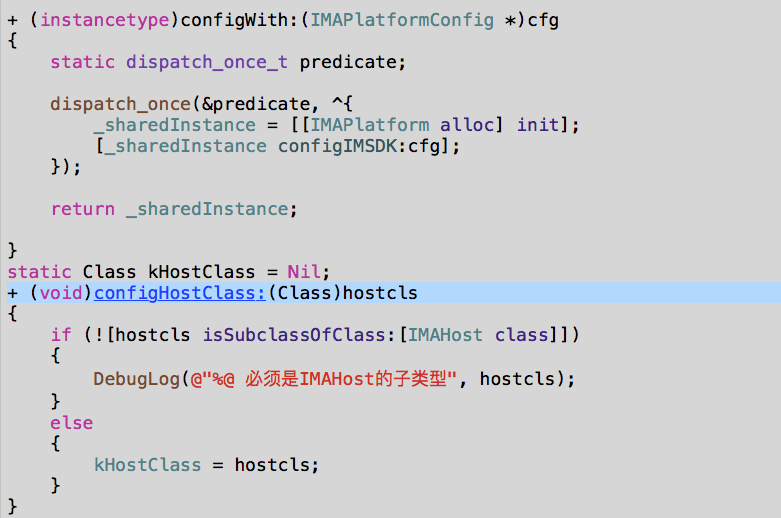 + (instancetype)configWith:(IMAPlatformConfig *)cfg
{
    static dispatch_once_t predicate;
    dispatch_once(&predicate, ^{
        _sharedInstance = [[IMAPlatform alloc] init];
        [_sharedInstance configIMSDK:cfg];
    });
    return _sharedInstance;
}
static Class kHostClass = Nil;
+ (void)configHostClass:(Class)hostcls
{
    if (![hostcls isSubclassOfClass:[IMAHost class]])
    {
        DebugLog(@"%@ 必须是IMAHost的子类型", hostcls);
    }
    else
    {
        kHostClass = hostcls;
    }
}